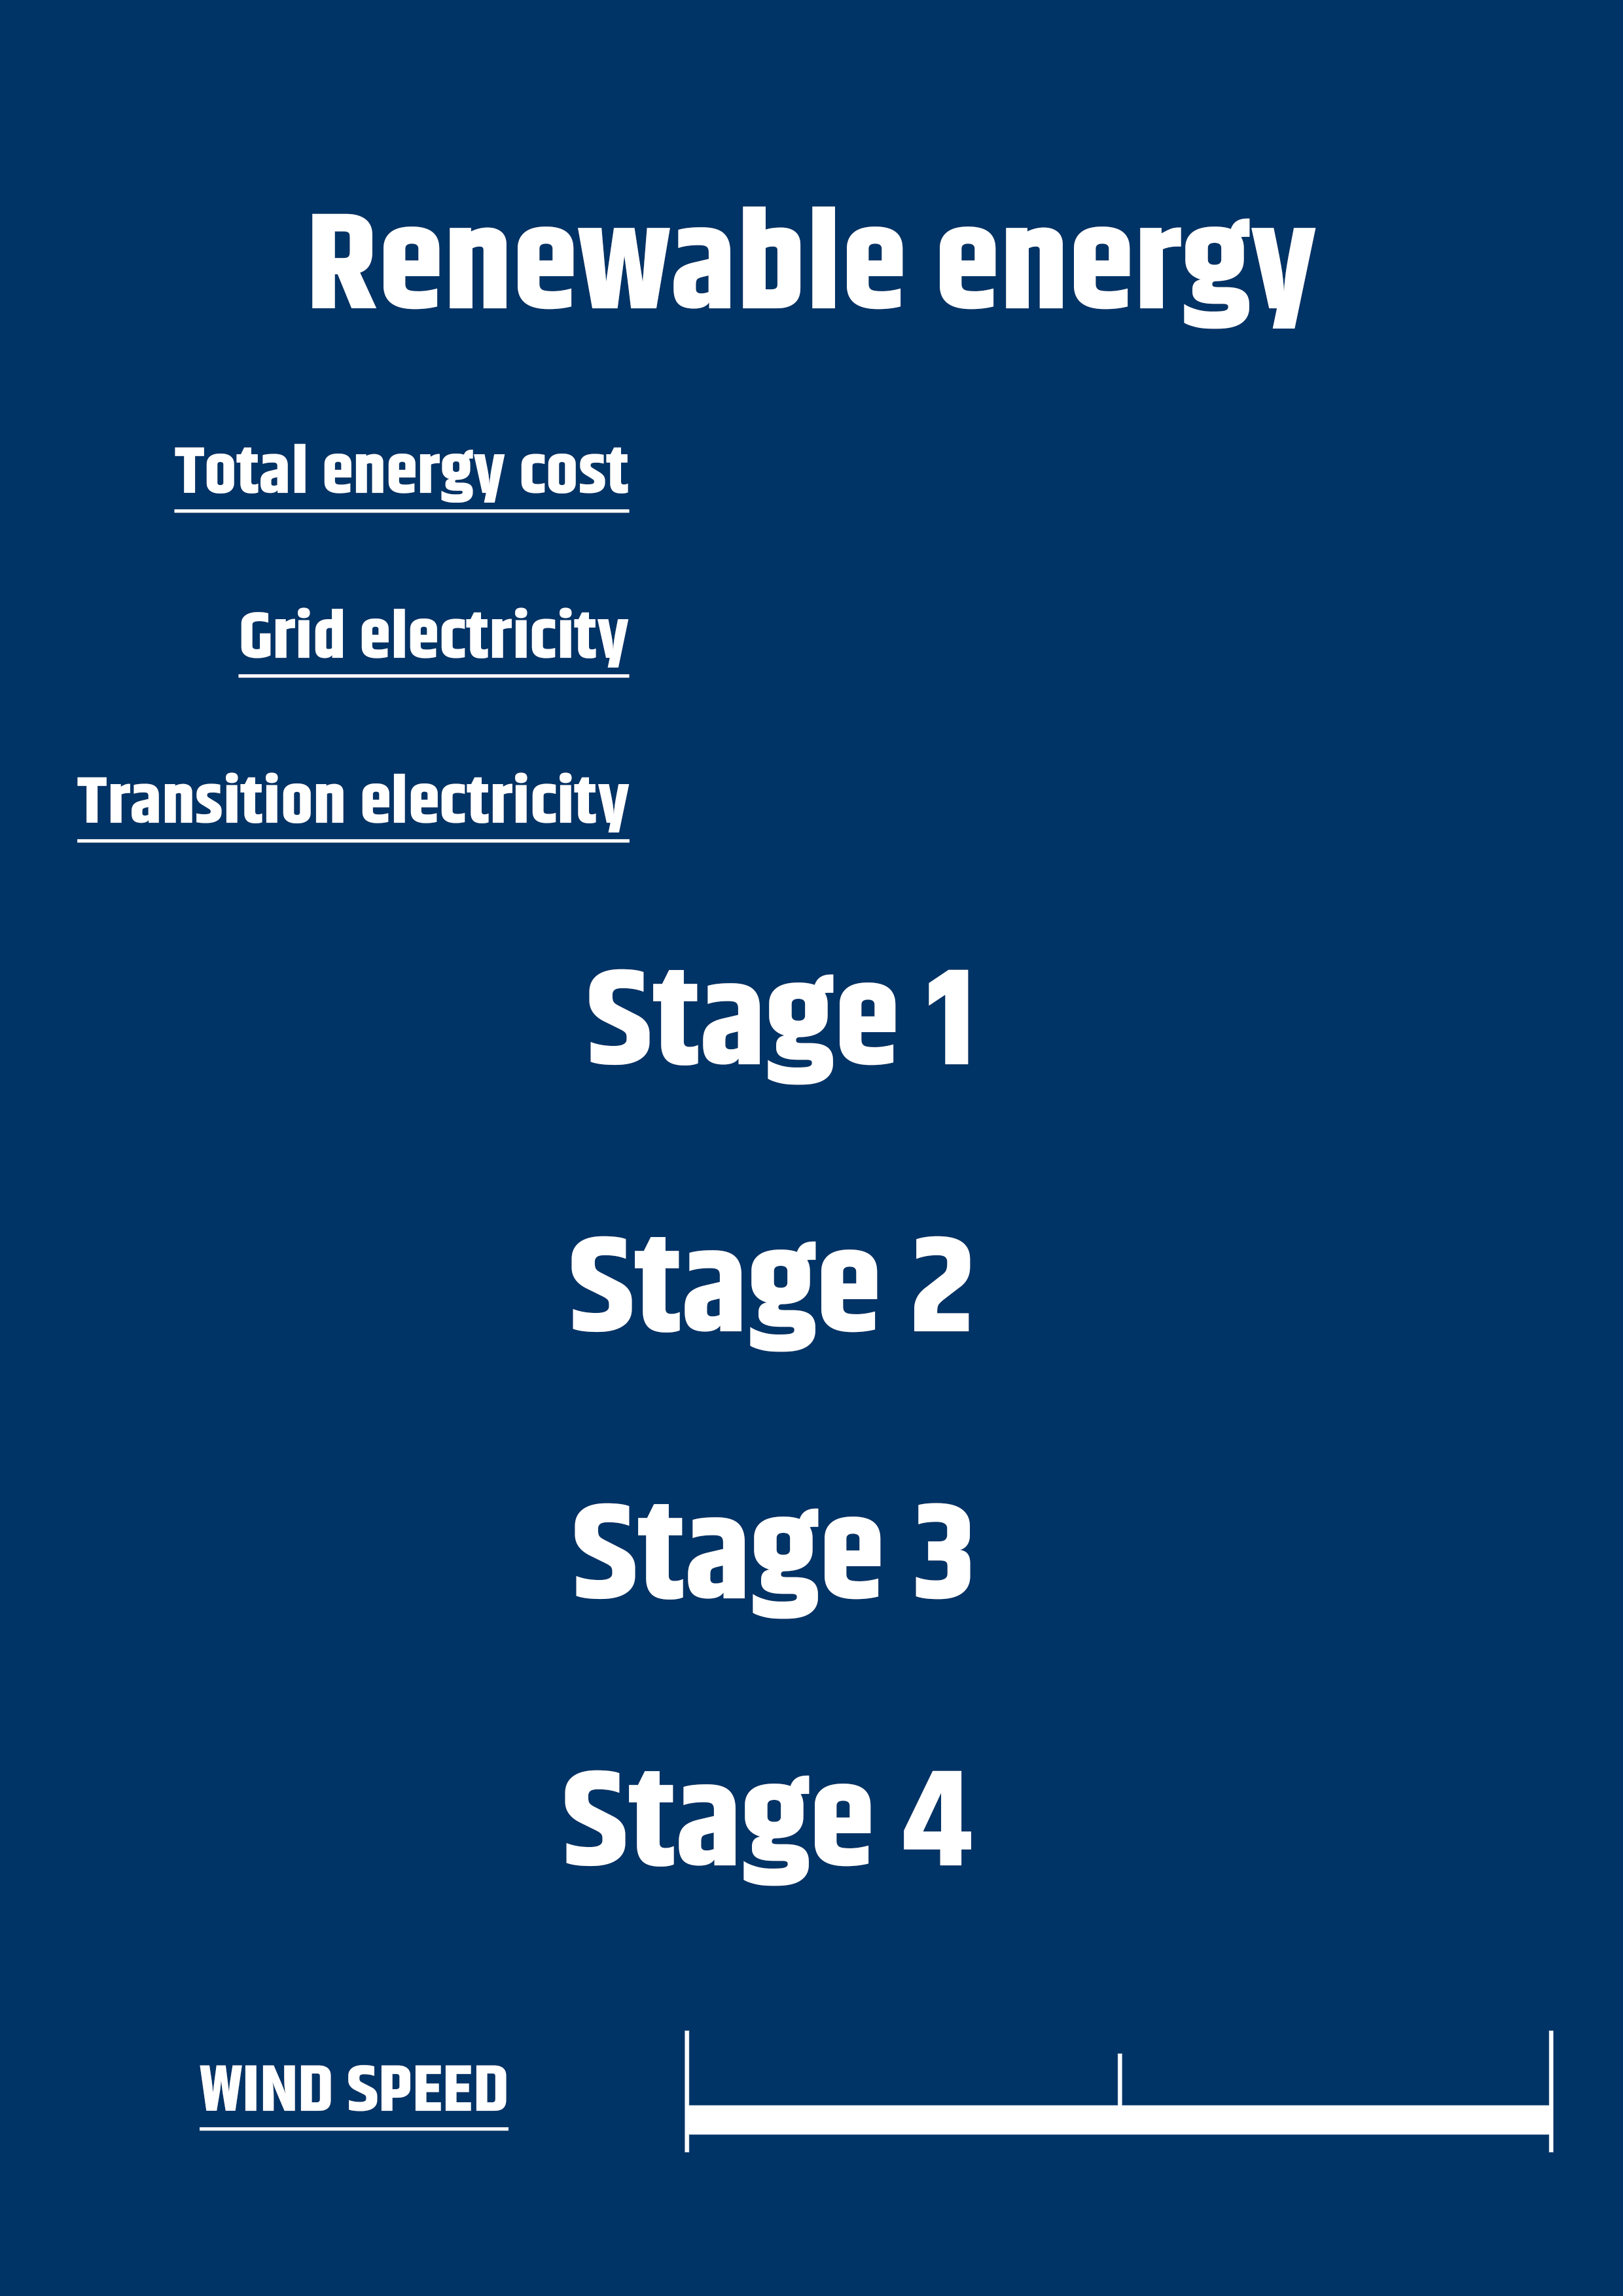 Renewable energy
Total energy cost
Grid electricity
Transition electricity
Stage 1
Stage 2
Stage 3
Stage 4
WIND SPEED